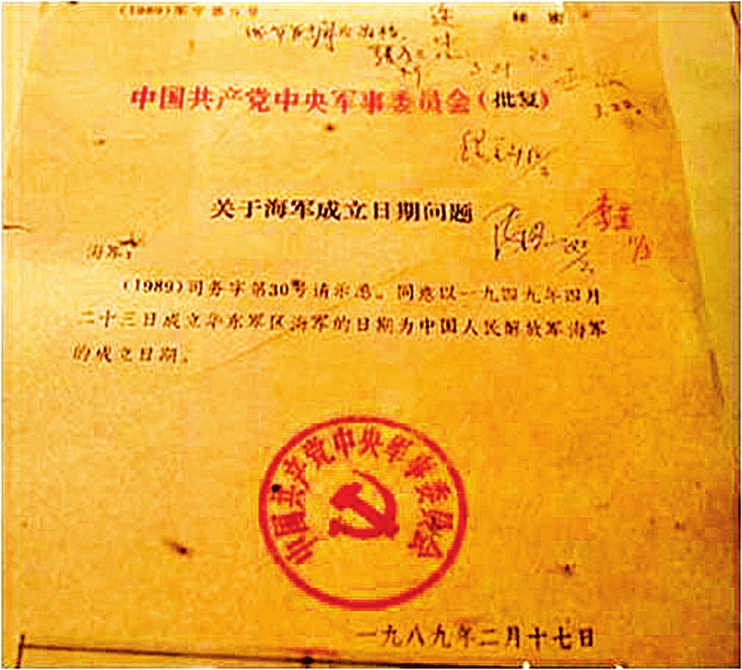 中国共产党中央军事委员会（批复）
关于海军成立日期问题
海军：
（1989）司务字第30号请示悉。同意以一九四九年四月
二十三日成立华东军区海军的日期为中国人民解放军海军
的成立日期。
中国共产党中央军事委员会
一九八九年二月十七日